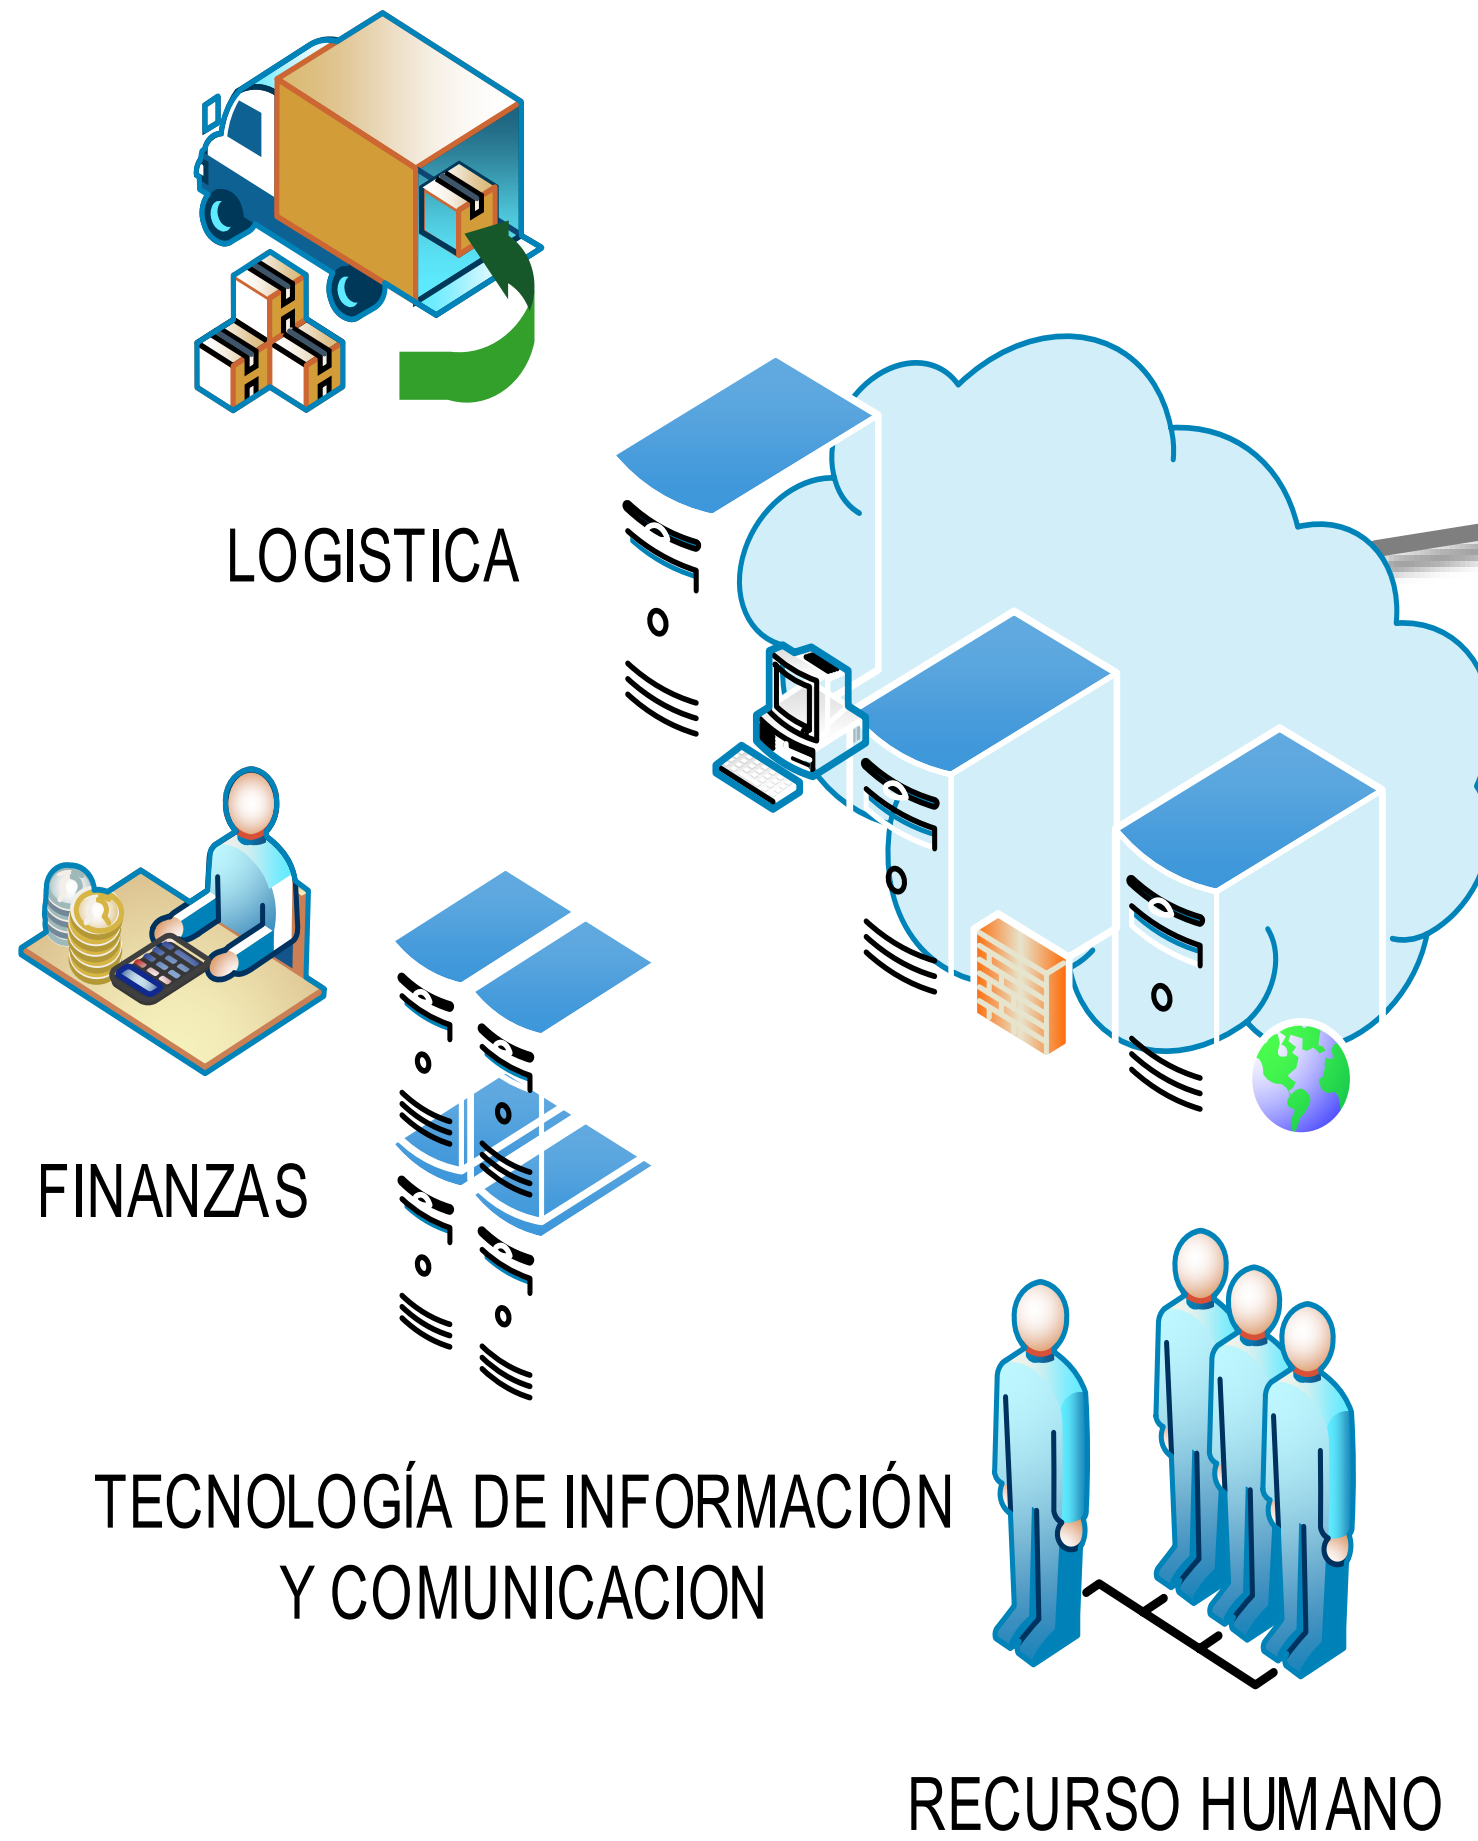 LOGISTICA
FINANZAS
TECNOLOGÍA DE INFORMACIÓN
Y COMUNICACION
RECURSO HUMANO